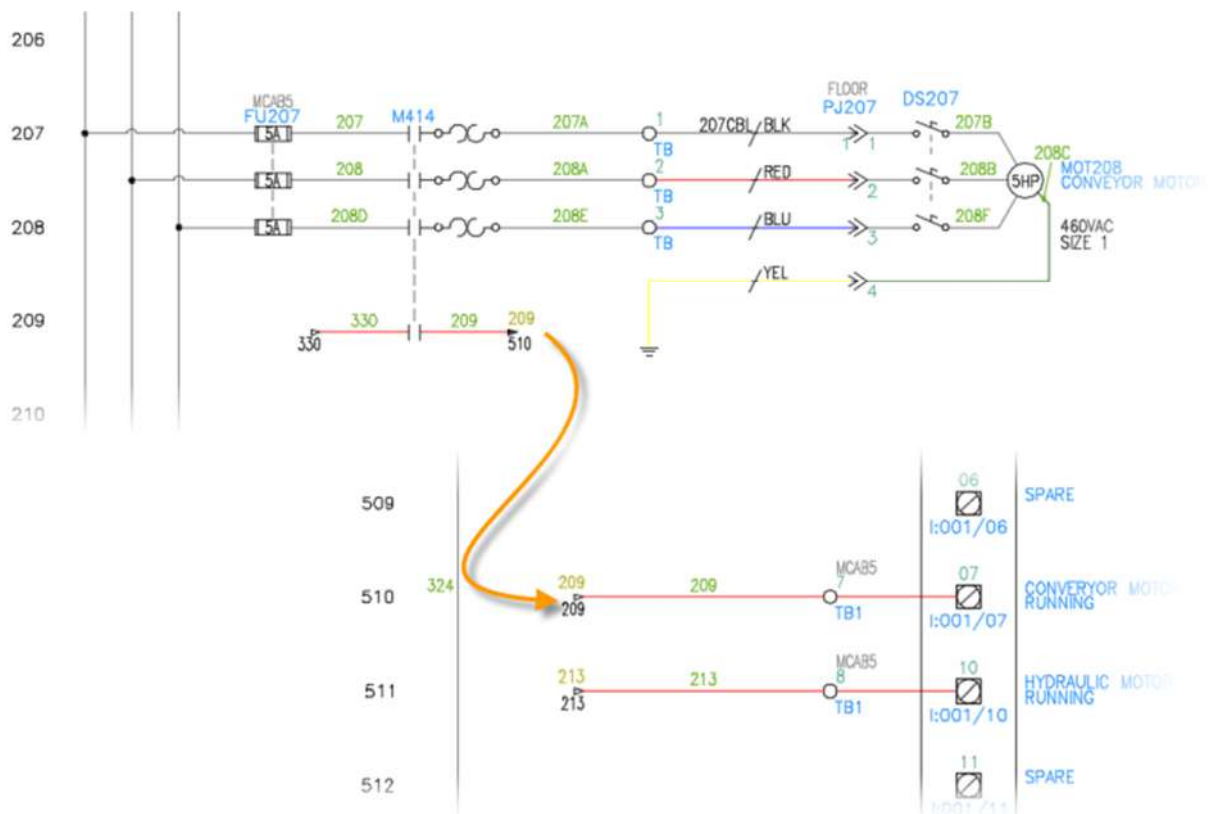 206
MCAB5
FU207
M414
FLOOR
PJ207
DS207
207
5A
207
207A
1
TB
207CBL
BLK
1
1
207B
5A
208
208A
2
TB
RED
2
208B
5HP
208C
MOT208
CONVEYOR MOTOR
208
5A
208D
208E
3
TB
BLU
3
208F
460VAC
SIZE 1
YEL
4
209
330
330
209
209
510
210
509
06
I:001/06
SPARE
324
510
209
209
209
MCAB5
7
TB1
07
I:001/07
CONVERYOR MOTOR
RUNNING
511
213
213
213
MCAB5
8
TB1
10
I:001/10
HYDRAULIC MOTOR
RUNNING
512
11
I:001/11
SPARE